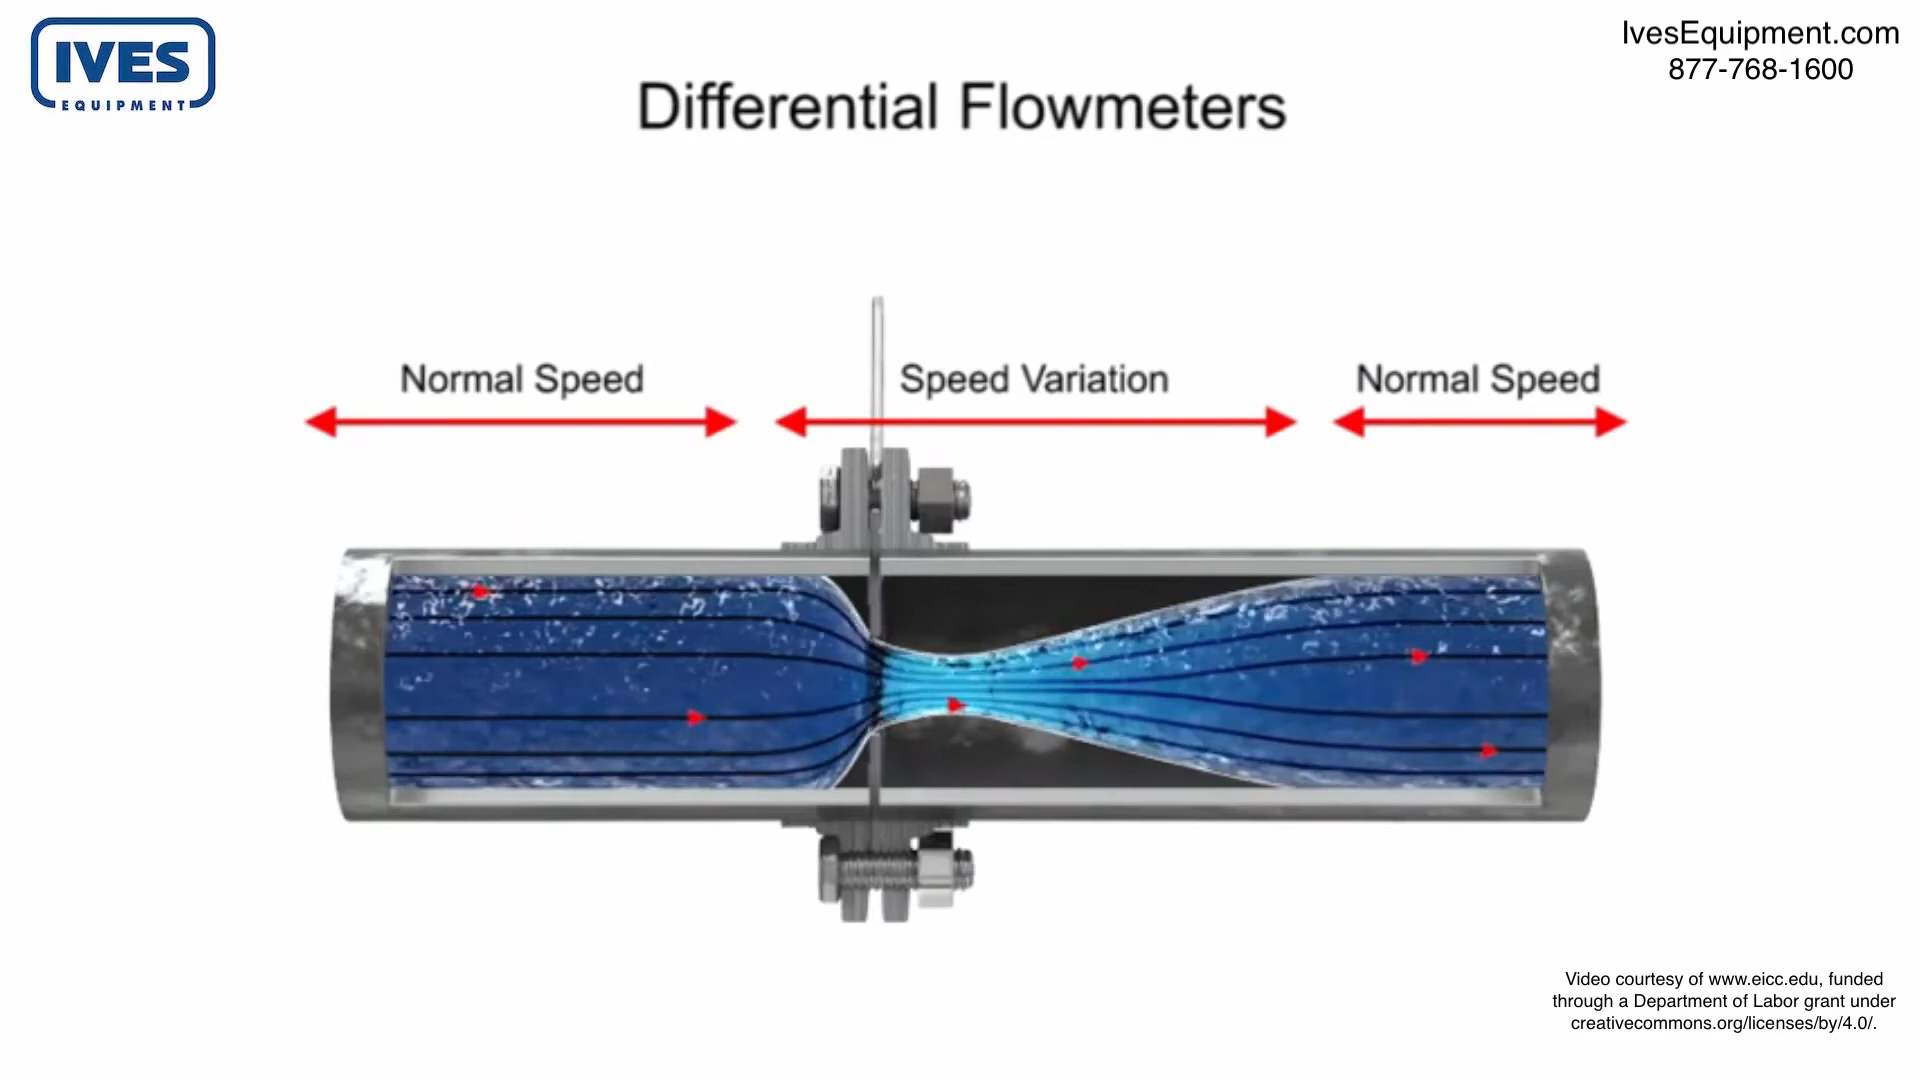 IVES
EQUIPMENT
IvesEquipment.com
877-768-1600
Differential Flowmeters
Normal Speed
Speed Variation
Normal Speed
Video courtesy of www.eicc.edu, funded
through a Department of Labor grant under
creativecommons.org/licenses/by/4.0/.